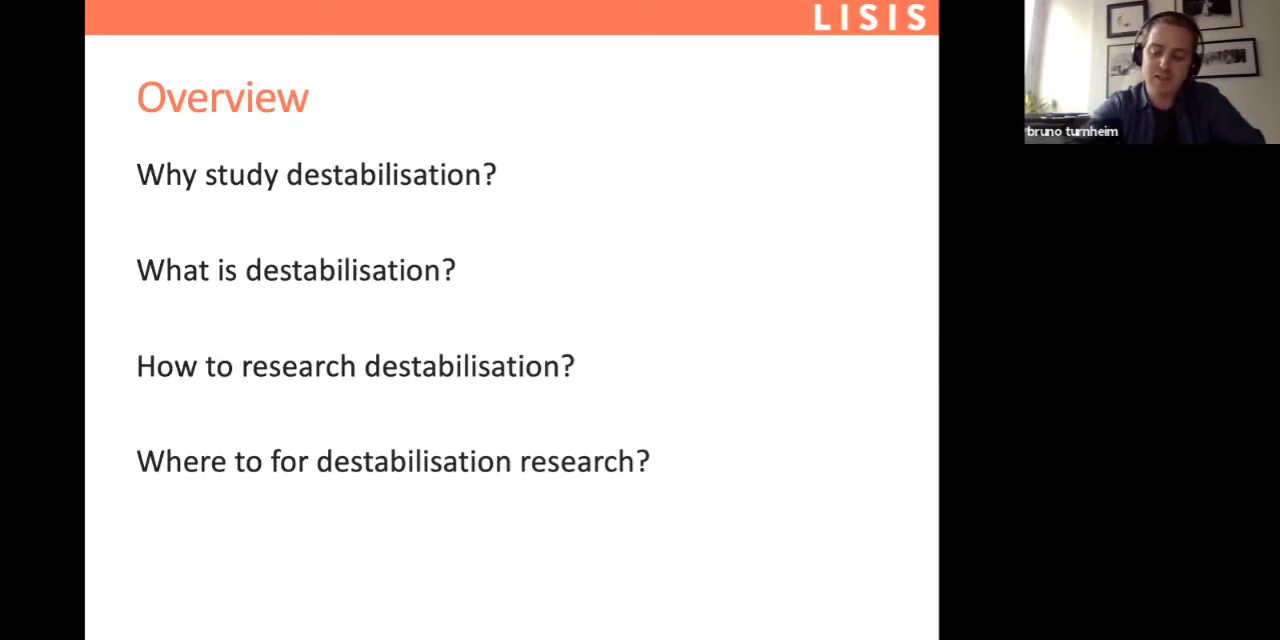 LISIS
Overview
Why study destabilisation?
What is destabilisation?
How to research destabilisation?
Where to for destabilisation research?
bruno turnheim